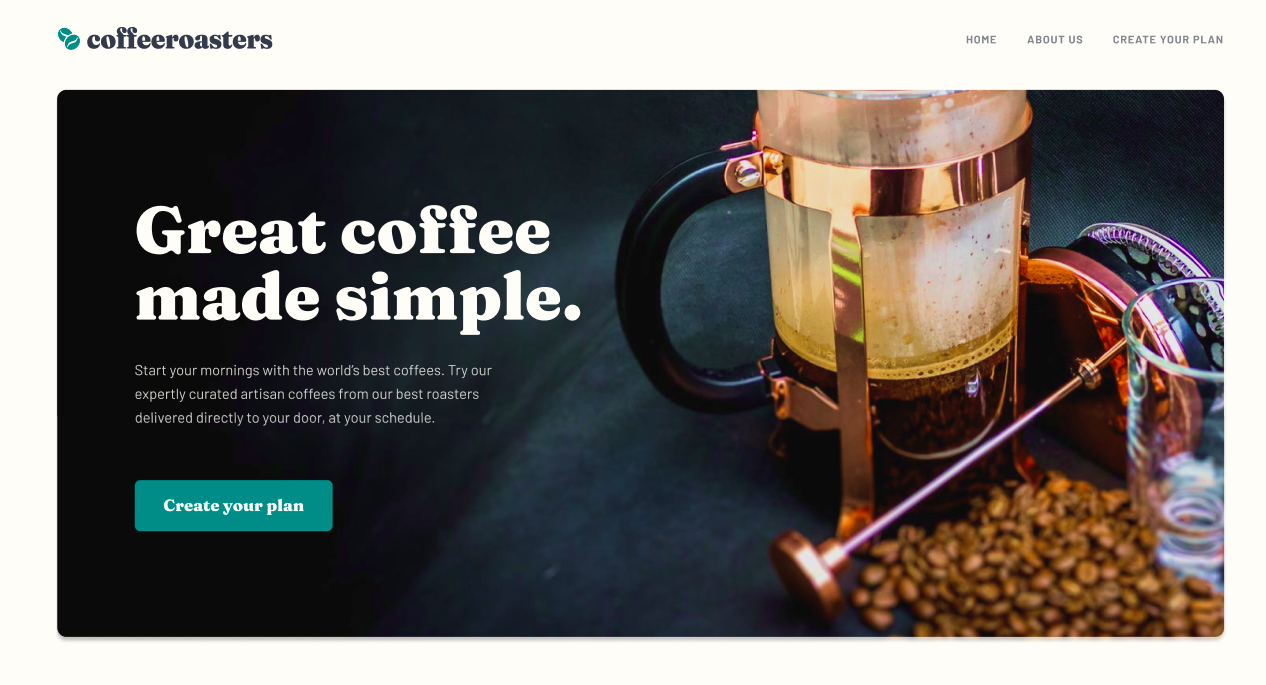 coffeeroasters
HOME
ABOUT US
CREATE YOUR PLAN
Great coffee
made simple.
Start your mornings with the world’s best coffees. Try our
expertly curated artisan coffees from our best roasters
delivered directly to your door, at your schedule.
Create your plan